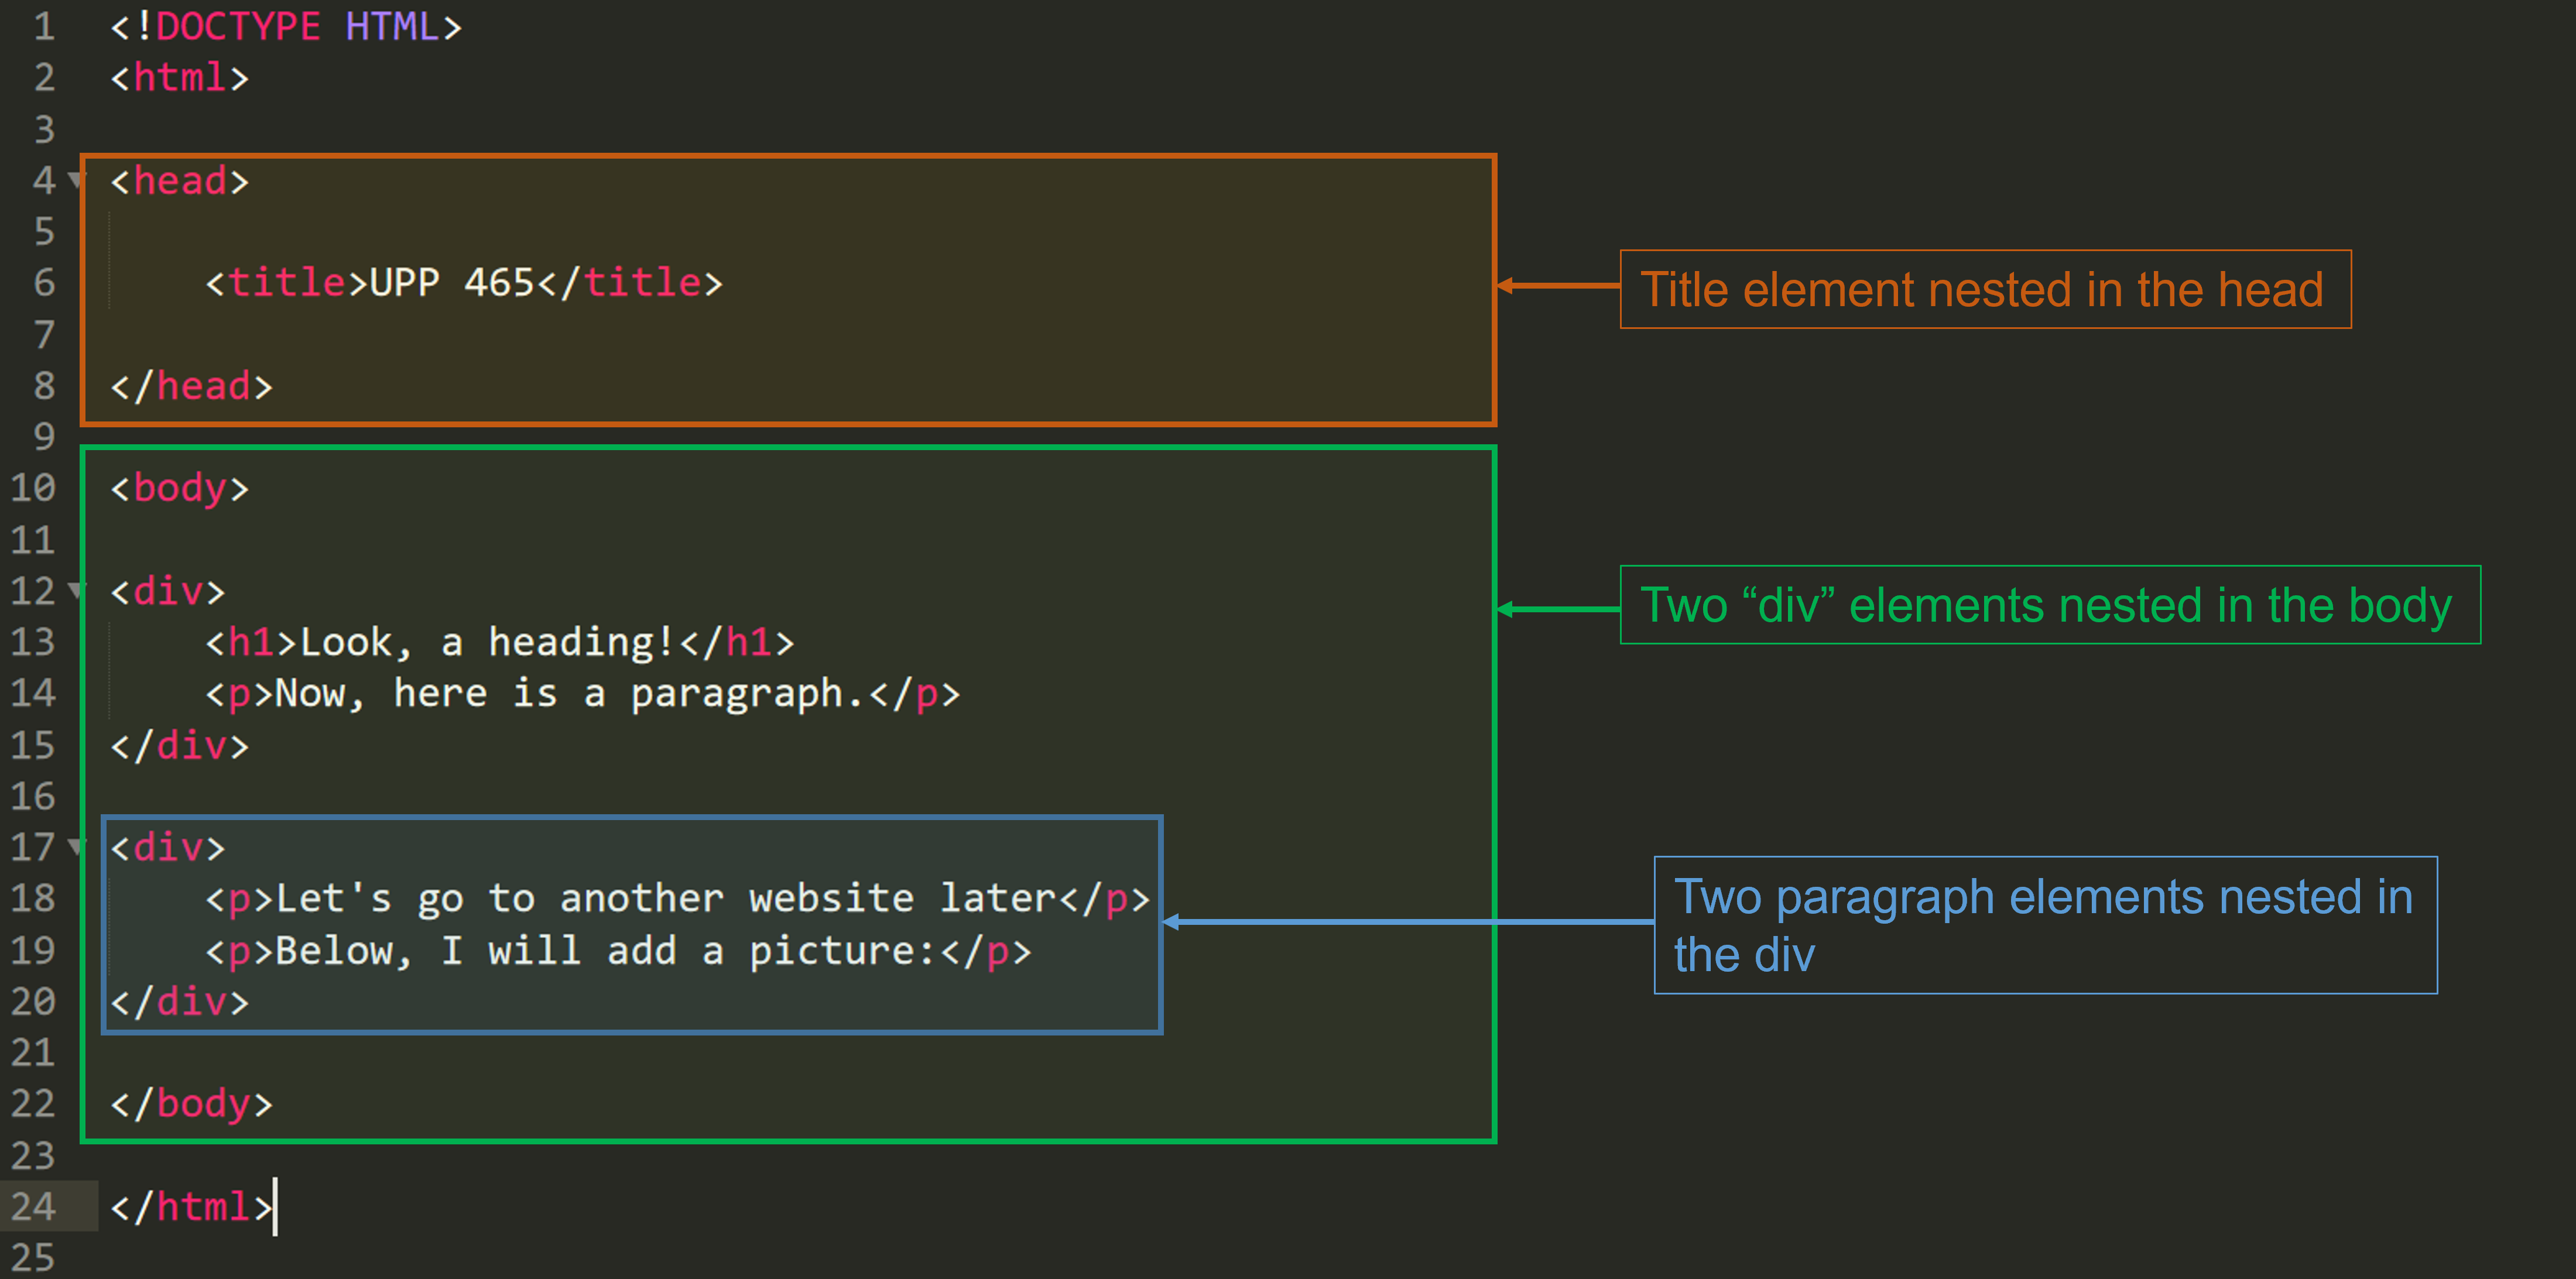 1 <!DOCTYPE HTML>
2 <html>
3
4 <head>
5
6 <title>UPP 465</title>
7
8 </head>
9
10 <body>
11
12 <div>
13 <h1>Look, a heading!</h1>
14 <p>Now, here is a paragraph.</p>
15 </div>
16
17 <div>
18 <p>Let's go to another website later</p>
19 <p>Below, I will add a picture:</p>
20 </div>
21
22 </body>
23
24 </html>
25
Title element nested in the head
Two “div” elements nested in the body
Two paragraph elements nested in
the div